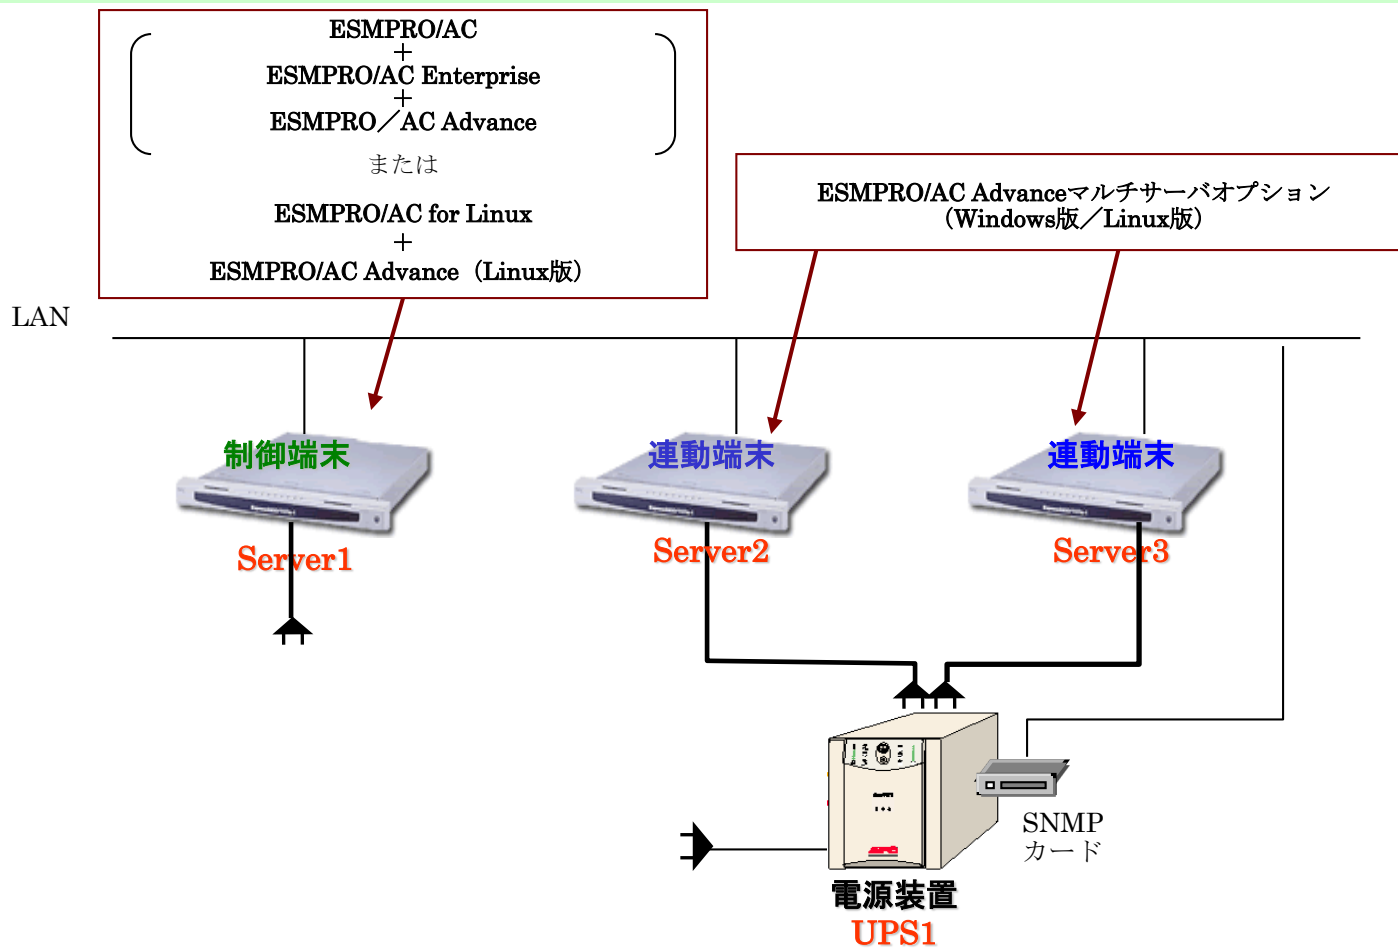 ESMPRO/AC
＋
ESMPRO/AC Enterprise
＋
ESMPRO／AC Advance
または
ESMPRO/AC for Linux
＋
ESMPRO/AC Advance（Linux版）
ESMPRO/AC Advanceマルチサーバオプション
（Windows版／Linux版）
LAN
制御端末
連動端末
連動端末
Server1
Server2
Server3
APC
SNMP
カード
電源装置
UPS1